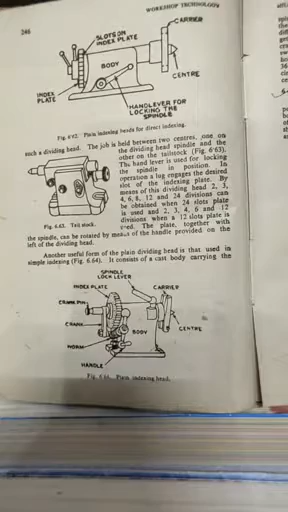 246
WORKSHOP TECHNOLOGY
CARRIER
SLOTS ON
INDEX PLATE
BODY
INDEX
PLATE
CENTRE
HAND LEVER FOR
LOCKING THE
SPINDLE
Fig. 6·62. Plain indexing heads for direct indexing.
such a dividing head. The job is held between two centres, one on
the dividing head spindle and the
other on the tailstock (Fig. 6·63).
The hand lever is used for locking
the spindle in position. In
operation a lug engages the desired
slot of the indexing plate. By
means of this dividing head 2, 3,
4, 6, 8, 12 and 24 divisions can
be obtained when 24 slots plate
is used and 2, 3, 4, 6 and 12
divisions when a 12 slots plate is
used. The plate, together with
Fig. 6.63. Tail stock.
the spindle, can be rotated by means of the handle provided on the
left of the dividing head.
Another useful form of the plain dividing head is that used in
simple indexing (Fig. 6.64). It consists of a cast body carrying the
SPINDLE
LOCK LEVER
INDEX PLATE
CARRIER
CRANK PIN
CRANK
BODY
CENTRE
WORM
HANDLE
Fig. 6.64. Plain indexing head.